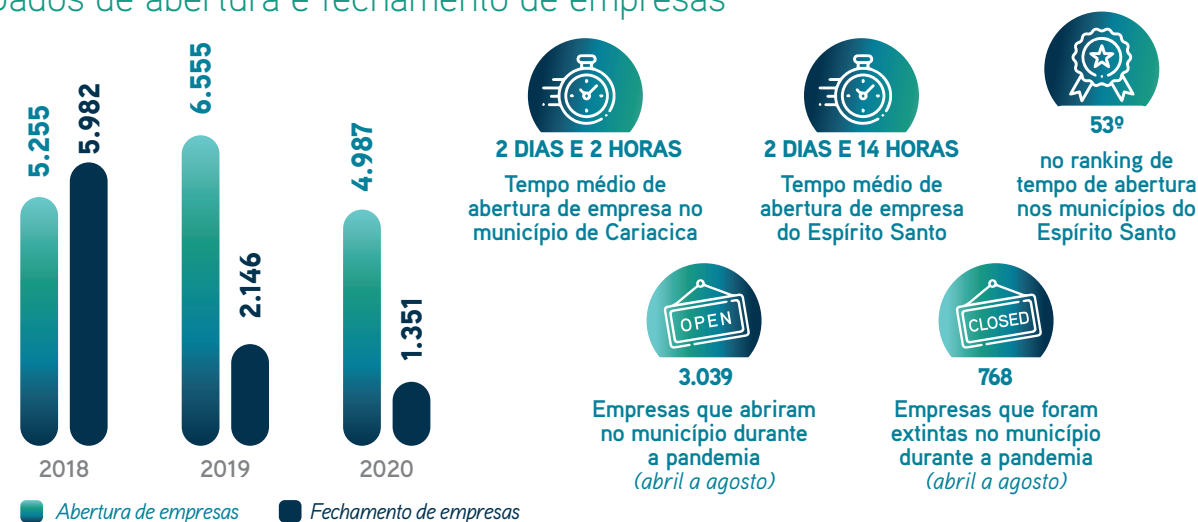 Dados de abertura e fechamento de empresas
5.255
5.982
6.555
2.146
4.987
1.351
2018
2019
2020
Abertura de empresas
Fechamento de empresas
2 DIAS E 2 HORAS
Tempo médio de
abertura de empresa no
município de Cariacica
2 DIAS E 14 HORAS
Tempo médio de
abertura de empresa
do Espírito Santo
53º
no ranking de
tempo de abertura
nos municípios do
Espírito Santo
OPEN
3.039
Empresas que abriram
no município durante
a pandemia
(abril a agosto)
CLOSED
768
Empresas que foram
extintas no município
durante a pandemia
(abril a agosto)